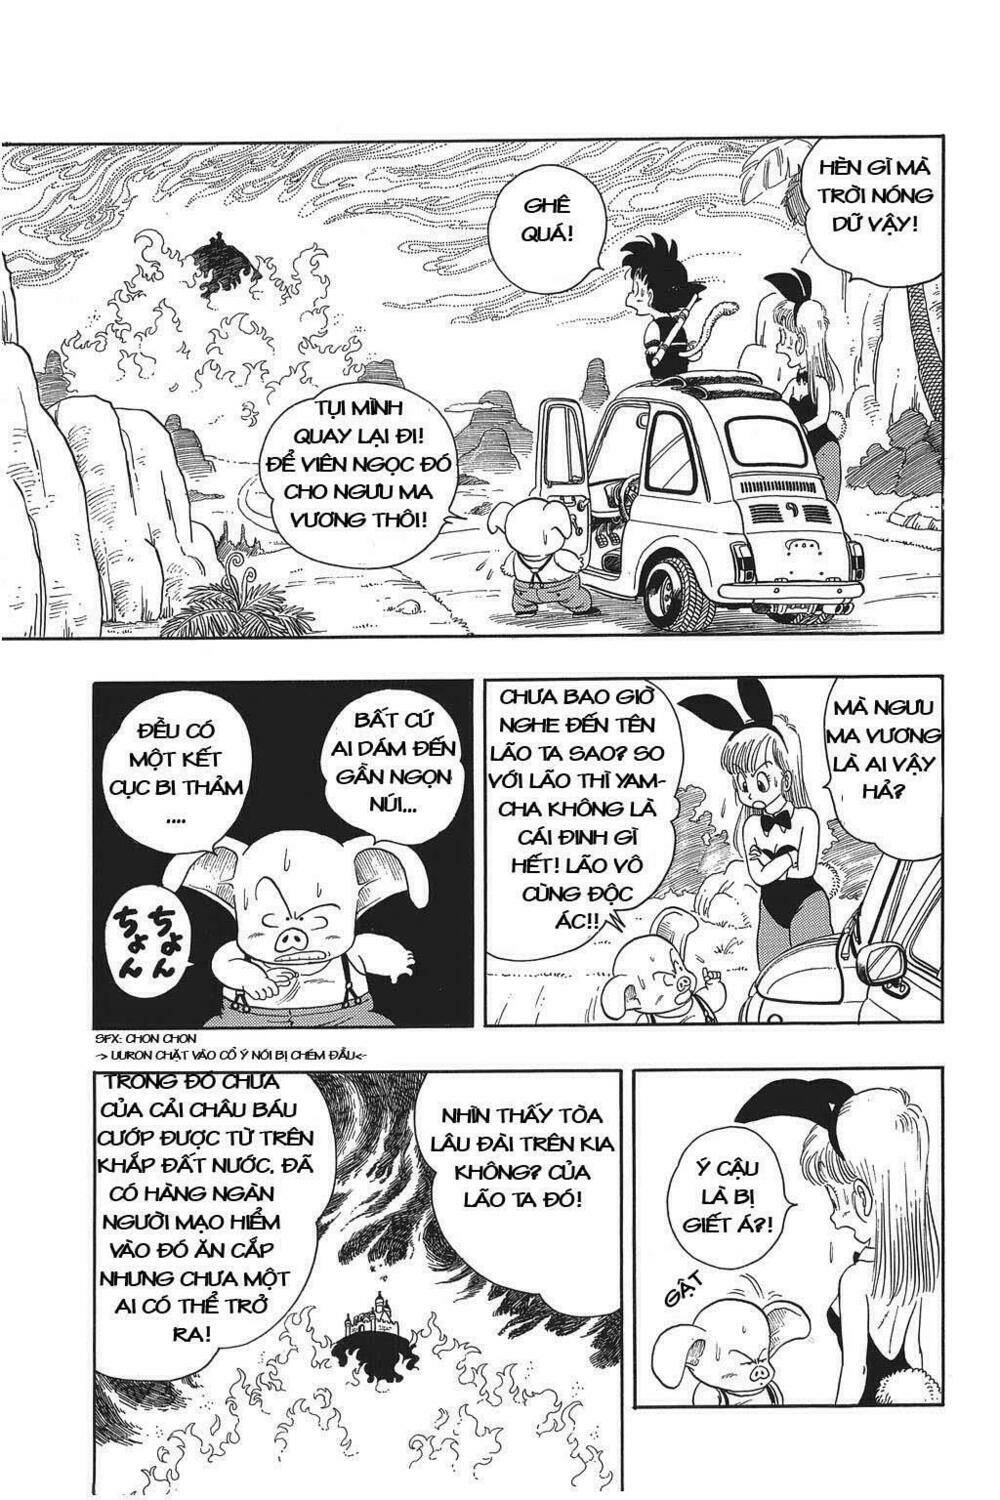 HÈN GÌ MÀ
TRỜI NÓNG
DỮ VẬY!
GHÊ
QUÁ!
TỤI MÌNH
QUAY LẠI ĐI!
ĐỂ VIÊN NGỌC ĐÓ
CHO NGƯU MA
VƯƠNG THÔI!
MÀ NGƯU
MA VƯƠNG
LÀ AI VẬY
HẢ?
CHƯA BAO GIỜ
NGHE ĐẾN TÊN
LÃO TA SAO? SO
VỚI LÃO THÌ YAM-
CHA KHÔNG LÀ
CÁI ĐINH GÌ
HẾT! LÃO VÔ
CÙNG ĐỘC
ÁC!!
BẤT CỨ
AI DÁM ĐẾN
GẦN NGỌN
NÚI...
ĐỀU CÓ
MỘT KẾT
CỤC BI THẢM
....
ちょん
ちょん
SFX: CHON CHON
-> UURON CHẶT VÀO CỔ Ý NÓI BỊ CHÉM ĐẦU<-
Ý CẬU
LÀ BỊ
GIẾT Á?!
GẬT
NHÌN THẤY TÒA
LÂU ĐÀI TRÊN KIA
KHÔNG? CỦA
LÃO TA ĐÓ!
TRONG ĐÓ CHƯA
CỦA CẢI CHÂU BÁU
CƯỚP ĐƯỢC TỪ TRÊN
KHẮP ĐẤT NƯỚC. ĐÃ
CÓ HÀNG NGÀN
NGƯỜI MẠO HIỂM
VÀO ĐÓ ĂN CẮP
NHƯNG CHƯA MỘT
AI CÓ THỂ TRỞ
RA!